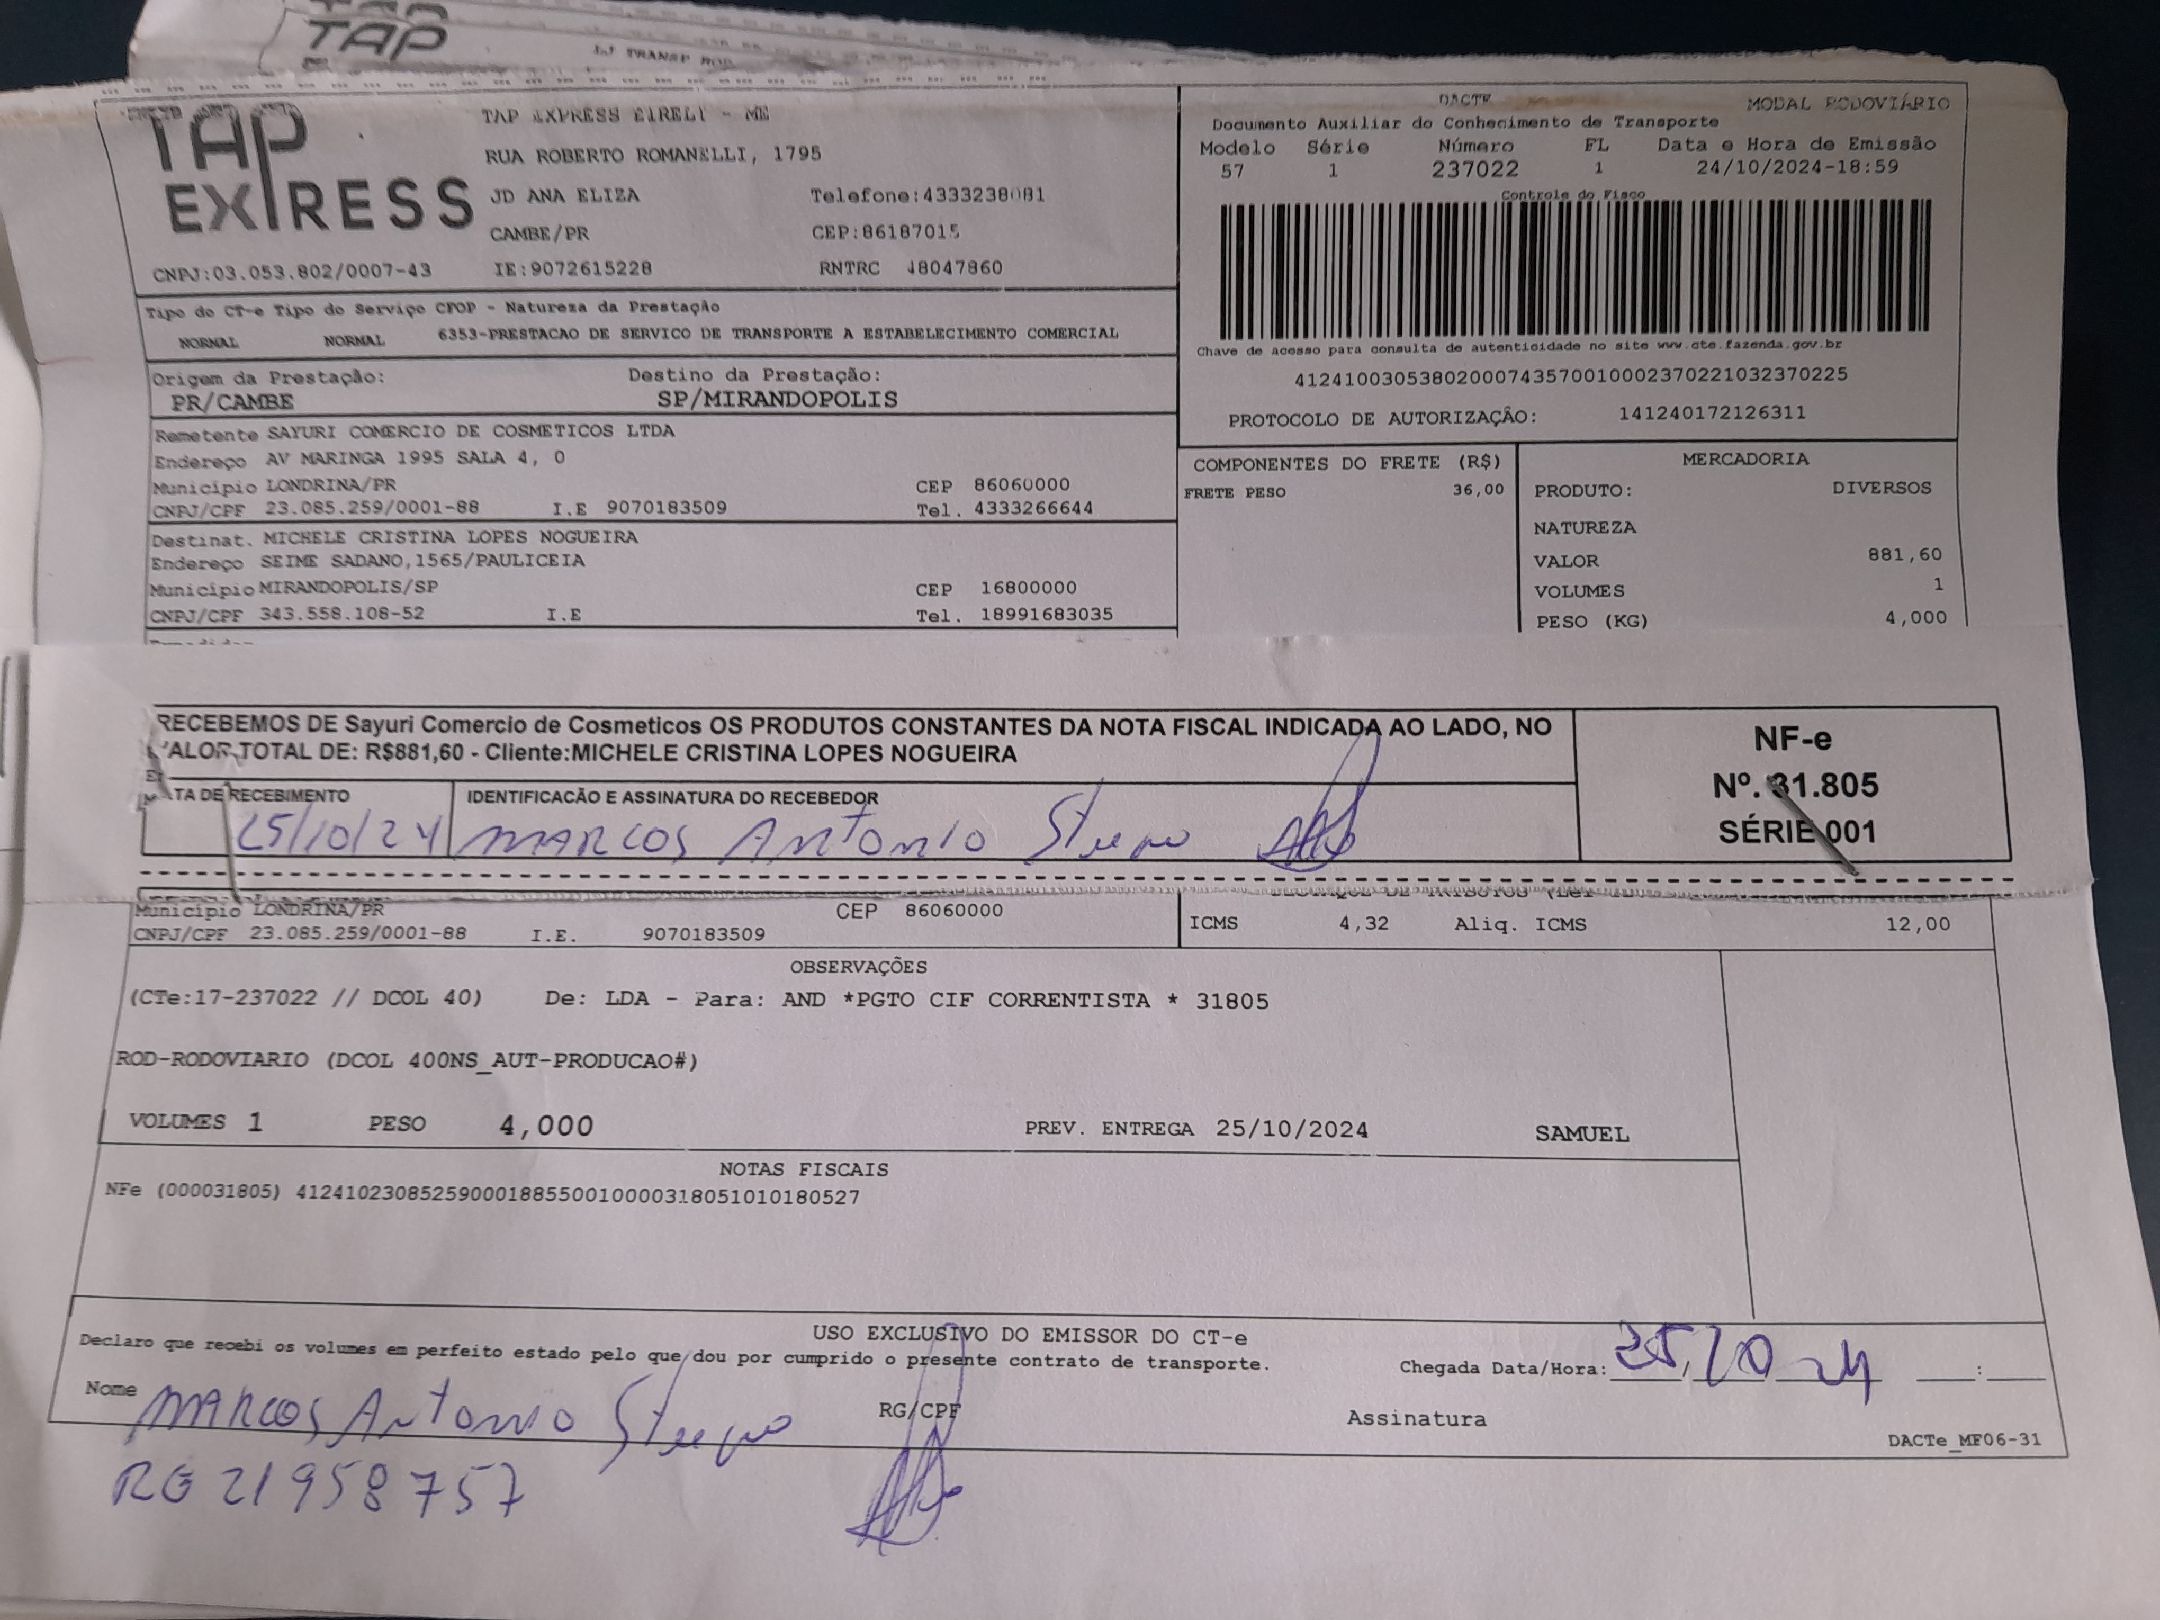 TAP
TAP EXPRESS
TAP EXPRESS EIRELI - ME
RUA ROBERTO ROMANELLI, 1795
JD ANA ELIZA Telefone:4333238081
CAMBE/PR CEP:86187015
CNPJ:03.053.802/0007-43 IE:9072615228 RNTRC 48047860
DACTE MODAL RODOVIÁRIO
Documento Auxiliar do Conhecimento de Transporte
Modelo Série Número FL Data e Hora de Emissão
57 1 237022 1 24/10/2024-18:59
Controle do Fisco
Chave de acesso para consulta de autenticidade no site www.cte.fazenda.gov.br
41241003053802000743570010002370221032370225
PROTOCOLO DE AUTORIZAÇÃO: 141240172126311
Tipo do CT-e Tipo do Serviço CFOP - Natureza da Prestação
NORMAL NORMAL 6353-PRESTACAO DE SERVICO DE TRANSPORTE A ESTABELECIMENTO COMERCIAL
Origem da Prestação: Destino da Prestação:
PR/CAMBE SP/MIRANDOPOLIS
Remetente SAYURI COMERCIO DE COSMETICOS LTDA
Endereço AV MARINGA 1995 SALA 4, 0
Município LONDRINA/PR CEP 86060000
CNPJ/CPF 23.085.259/0001-88 I.E 9070183509 Tel. 4333266644
Destinat. MICHELE CRISTINA LOPES NOGUEIRA
Endereço SEIME SADANO,1565/PAULICEIA
Município MIRANDOPOLIS/SP CEP 16800000
CNPJ/CPF 343.558.108-52 I.E Tel. 18991683035
COMPONENTES DO FRETE (R$)
FRETE PESO 36,00
MERCADORIA
PRODUTO: DIVERSOS
NATUREZA
VALOR 881,60
VOLUMES 1
PESO (KG) 4,000
RECEBEMOS DE Sayuri Comercio de Cosmeticos OS PRODUTOS CONSTANTES DA NOTA FISCAL INDICADA AO LADO, NO
VALOR TOTAL DE: R$881,60 - Cliente:MICHELE CRISTINA LOPES NOGUEIRA
TA DE RECEBIMENTO IDENTIFICACÃO E ASSINATURA DO RECEBEDOR
25/10/24 MARCOS ANTONIO
NF-e
Nº. 31.805
SÉRIE 001
Município LONDRINA/PR CEP 86060000
CNPJ/CPF 23.085.259/0001-88 I.E. 9070183509
ICMS 4,32 Aliq. ICMS 12,00
OBSERVAÇÕES
(CTe:17-237022 // DCOL 40) De: LDA - Para: AND *PGTO CIF CORRENTISTA * 31805
ROD-RODOVIARIO (DCOL 400NS_AUT-PRODUCAO#)
VOLUMES 1 PESO 4,000 PREV. ENTREGA 25/10/2024 SAMUEL
NOTAS FISCAIS
NFe (000031805) 41241023085259000188550010000318051010180527
USO EXCLUSIVO DO EMISSOR DO CT-e
Declaro que recebi os volumes em perfeito estado pelo que dou por cumprido o presente contrato de transporte.
Chegada Data/Hora: 25/10 24 :
Nome MARCOS ANTONIO RG/CPF Assinatura
DACTe_MF06-31
RG 21958757